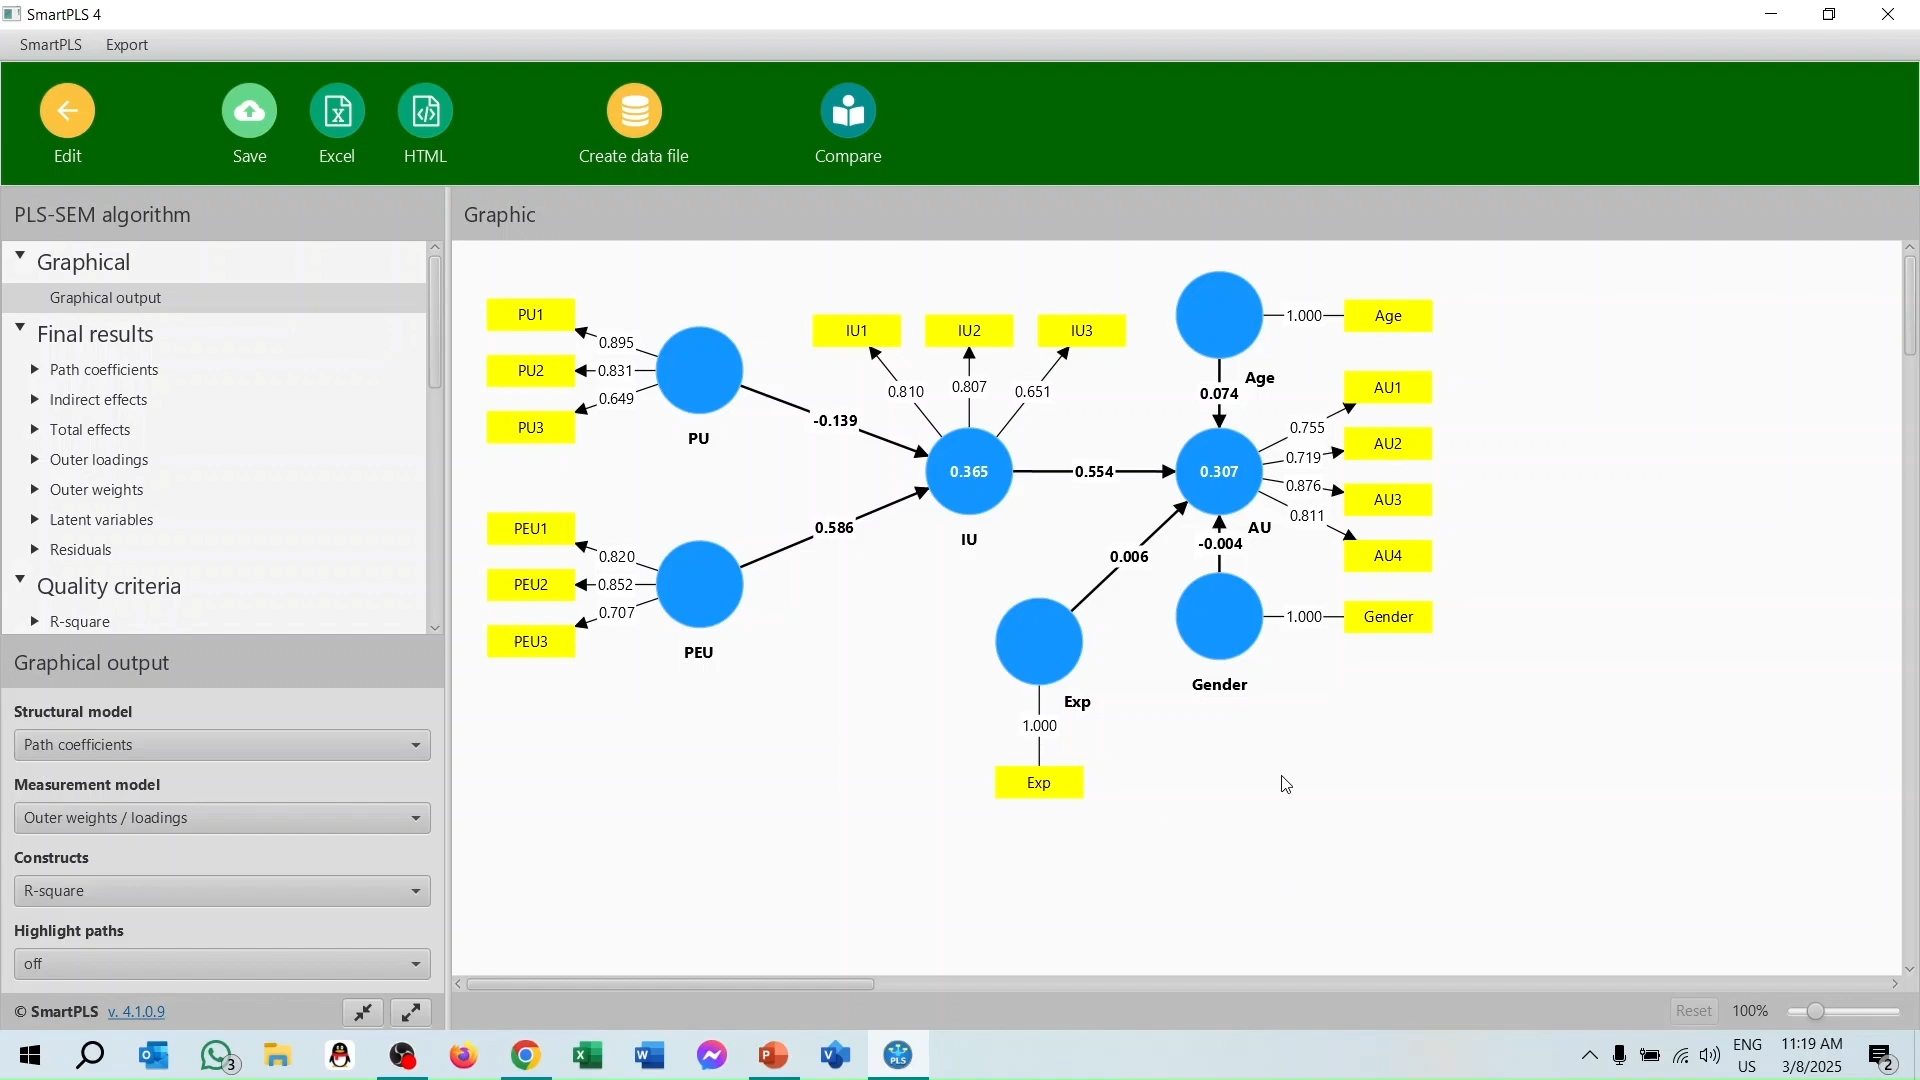 SmartPLS 4
SmartPLS Export
Edit
Save
Excel
HTML
Create data file
Compare
PLS-SEM algorithm
Graphical
Graphical output
Final results
Path coefficients
Indirect effects
Total effects
Outer loadings
Outer weights
Latent variables
Residuals
Quality criteria
R-square
Graphical output
Structural model
Path coefficients
Measurement model
Outer weights / loadings
Constructs
R-square
Highlight paths
off
© SmartPLS v. 4.1.0.9
Graphic
PU1
0.895
PU2
0.831
PU3
0.649
PU
-0.139
PEU1
0.820
PEU2
0.852
PEU3
0.707
PEU
0.586
IU1
IU2
IU3
0.810
0.807
0.651
0.365
IU
0.554
1.000
Age
Age
0.074
0.307
AU
0.755
AU1
0.719
AU2
0.876
AU3
0.811
AU4
0.006
-0.004
1.000
Gender
Gender
Exp
1.000
Exp
Reset 100%
3
PLS
ENG
US
11:19 AM
3/8/2025
2